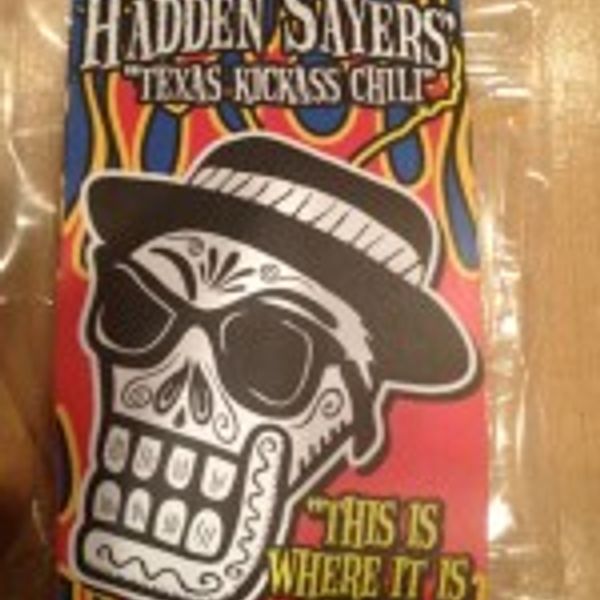 HADDEN SAYERS'
"TEXAS KICKASS CHILI"
"THIS IS
WHERE IT IS